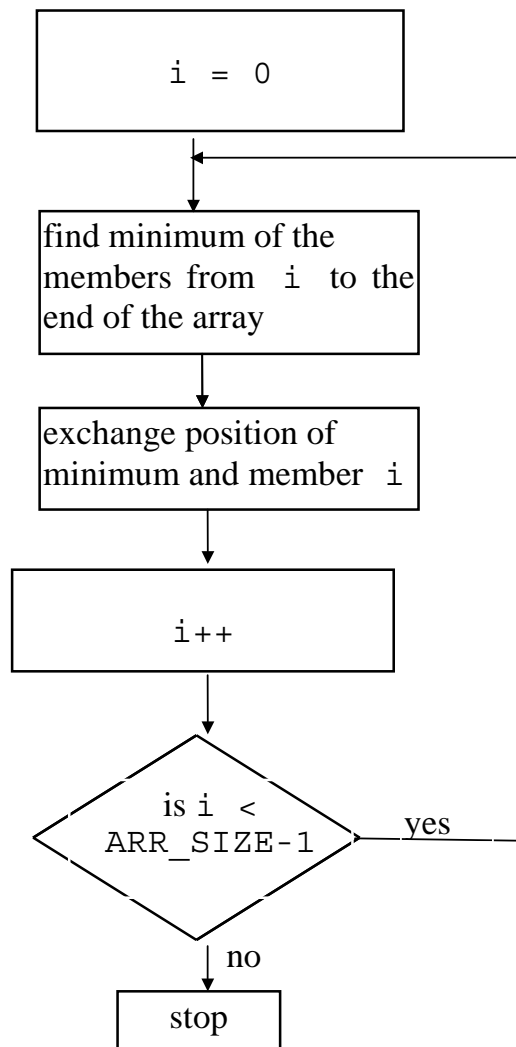 i = 0
find minimum of the
members from i to the
end of the array
exchange position of
minimum and member i
i++
is i <
ARR_SIZE-1
yes
no
stop